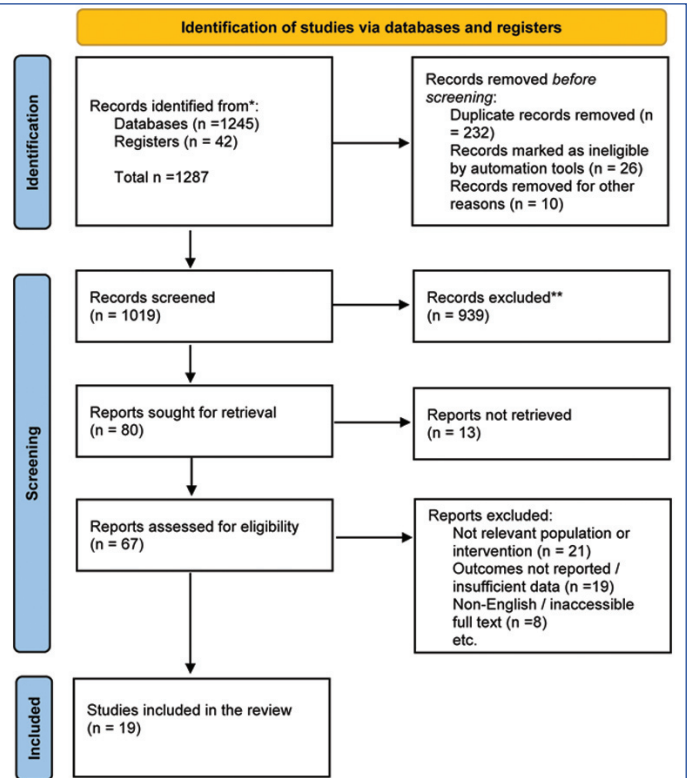 Identification of studies via databases and registers
Identification
Records identified from*:
Databases (n =1245)
Registers (n = 42)
Total n =1287
Records removed before
screening:
Duplicate records removed (n
= 232)
Records marked as ineligible
by automation tools (n = 26)
Records removed for other
reasons (n = 10)
Screening
Records screened
(n = 1019)
Records excluded**
(n = 939)
Reports sought for retrieval
(n = 80)
Reports not retrieved
(n = 13)
Reports assessed for eligibility
(n = 67)
Reports excluded:
Not relevant population or
intervention (n = 21)
Outcomes not reported /
insufficient data (n =19)
Non-English / inaccessible
full text (n =8)
etc.
Included
Studies included in the review
(n = 19)